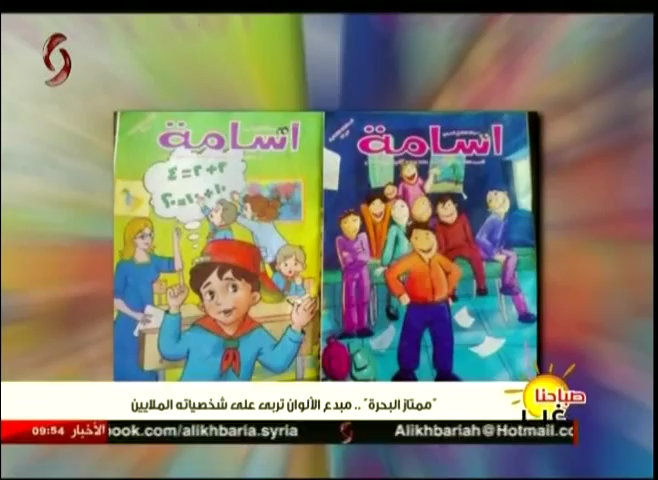 اسامة
اسامة
٢+٢=٤
١٠+١٠=٢٠
"ممتاز البحرة".. مبدع الألوان تربى على شخصياته الملايين
صباحنا
غير
09:54
الأخبار
ook.com/alikhbaria.syria
Alikhbariah@Hotmail.co